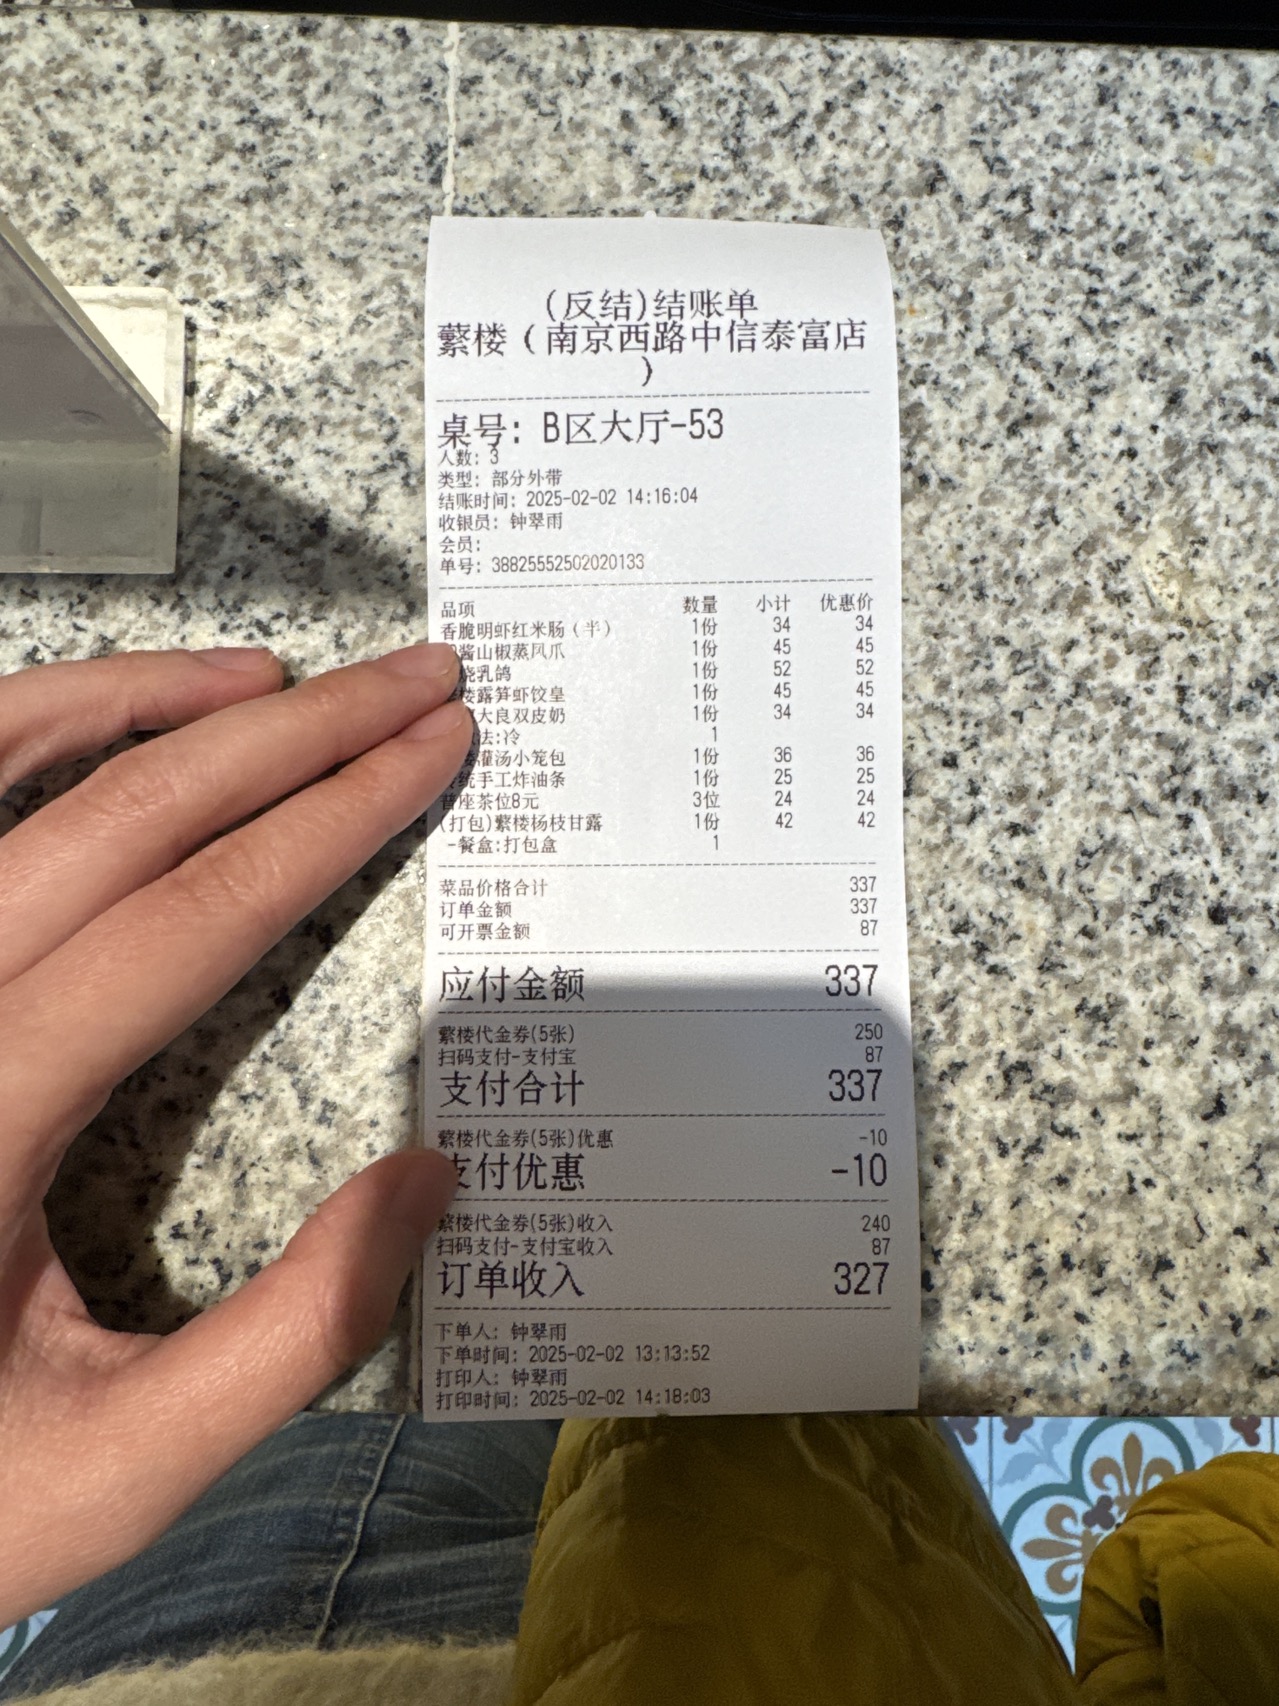 (反结)结账单
蘩楼（南京西路中信泰富店
）
桌号: B区大厅-53
人数: 3
类型: 部分外带
结账时间: 2025-02-02 14:16:04
收银员: 钟翠雨
会员:
单号: 38825552502020133
品项 数量 小计 优惠价
香脆明虾红米肠（半） 1份 34 34
酱山椒蒸凤爪 1份 45 45
烧乳鸽 1份 52 52
楼露笋虾饺皇 1份 45 45
大良双皮奶 1份 34 34
法:冷 1
灌汤小笼包 1份 36 36
统手工炸油条 1份 25 25
普座茶位8元 3位 24 24
(打包)蘩楼杨枝甘露 1份 42 42
-餐盒:打包盒 1
菜品价格合计 337
订单金额 337
可开票金额 87
应付金额 337
蘩楼代金券(5张) 250
扫码支付-支付宝 87
支付合计 337
蘩楼代金券(5张)优惠 -10
支付优惠 -10
蘩楼代金券(5张)收入 240
扫码支付-支付宝收入 87
订单收入 327
下单人: 钟翠雨
下单时间: 2025-02-02 13:13:52
打印人: 钟翠雨
打印时间: 2025-02-02 14:18:03